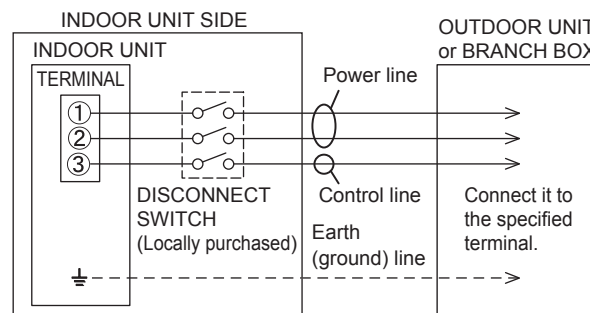 INDOOR UNIT SIDE
INDOOR UNIT
TERMINAL
①
②
③
DISCONNECT
SWITCH
(Locally purchased)
Power line
Control line
Earth
(ground) line
OUTDOOR UNIT
or BRANCH BOX
Connect it to
the specified
terminal.